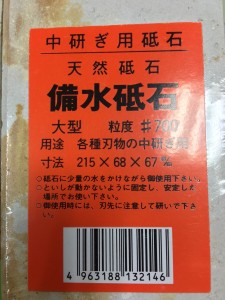 中研ぎ用砥石
天然砥石
備水砥石
大型 粒度 #700
用途 各種刃物の中研ぎ用
寸法 215×68×67%
○砥石に少量の水をかけながら御使用下さい。
○といしが動かないように固定し、安定した
場所でお使い下さい。
○御使用時には、刃先に注意して研いで下さ
い。
4 963188 132146